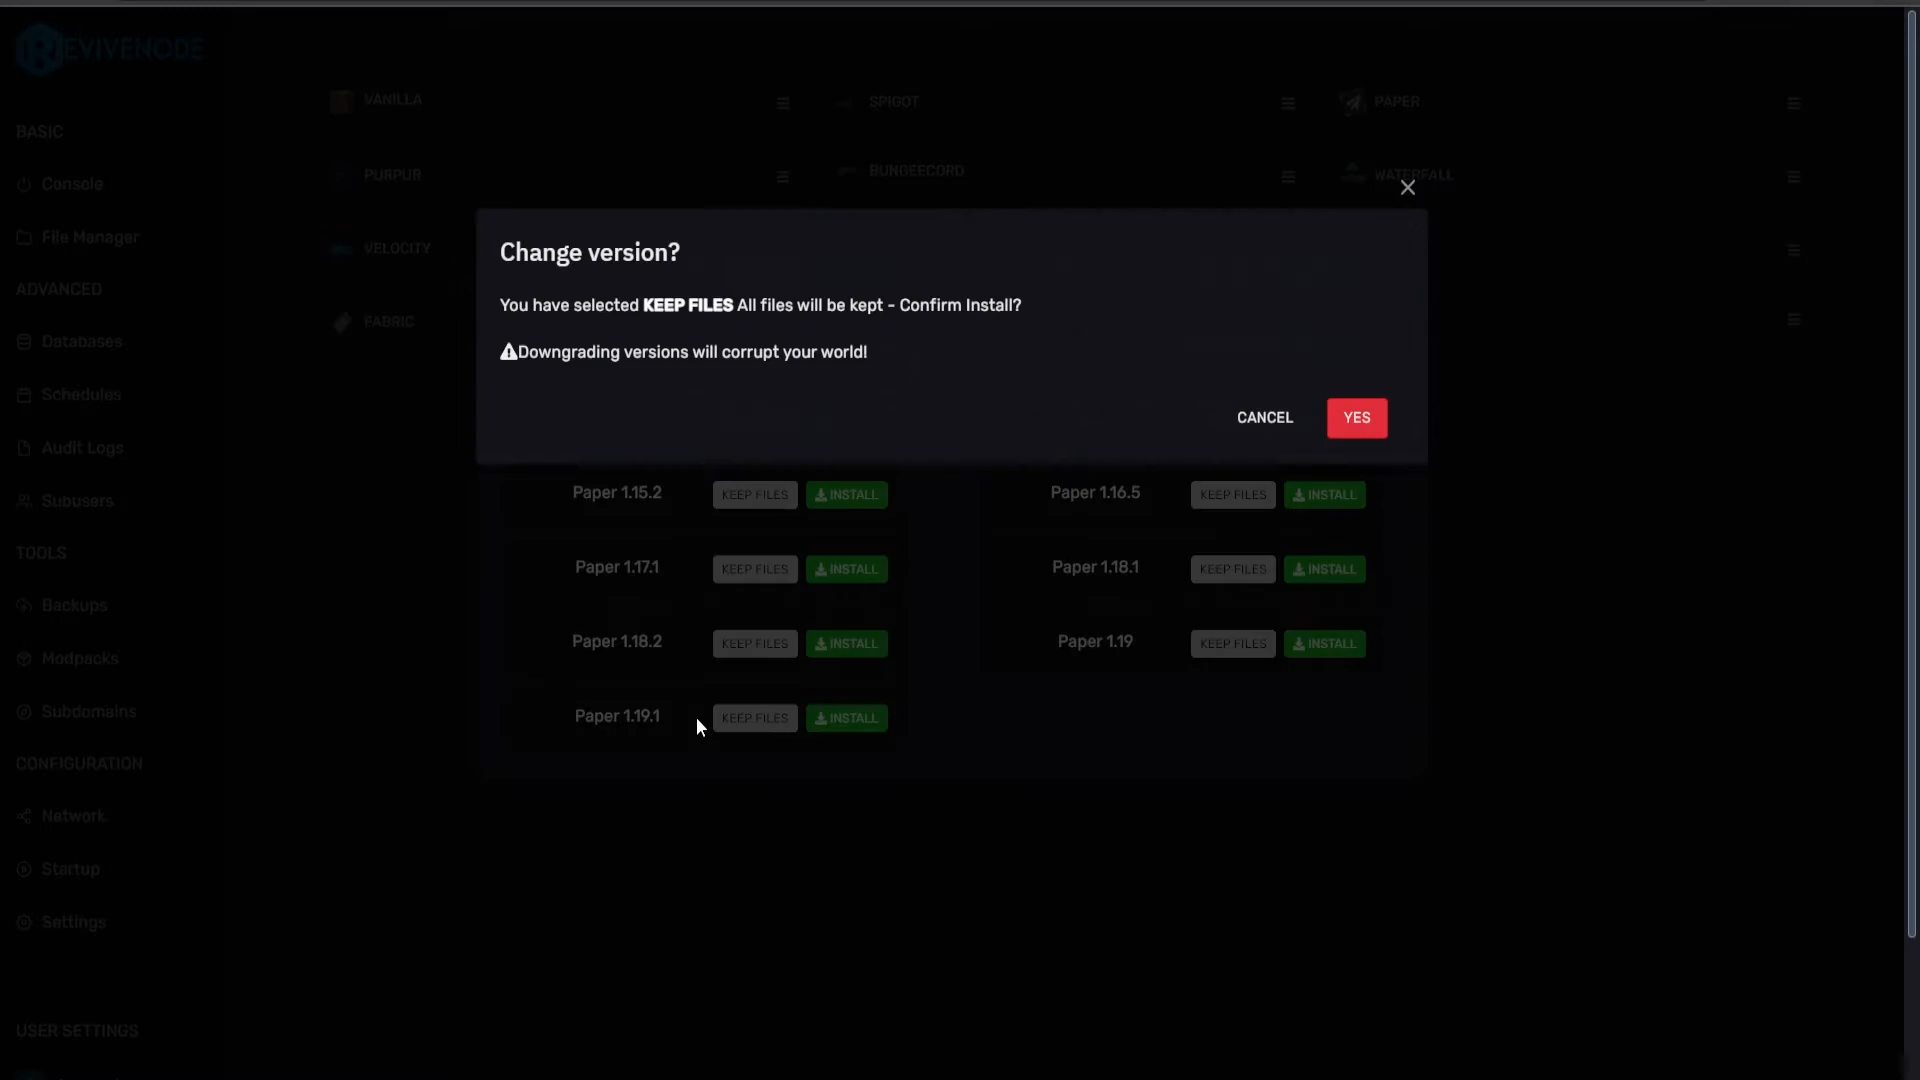 REVIVENODE
VANILLA
SPIGOT
PAPER
BASIC
PURPUR
BUNGEECORD
WATERFALL
Console
File Manager
VELOCITY
ADVANCED
FABRIC
Databases
Schedules
Audit Logs
Subusers
TOOLS
Backups
Modpacks
Subdomains
CONFIGURATION
Network
Startup
Settings
USER SETTINGS
Change version?
You have selected KEEP FILES All files will be kept - Confirm Install?
Downgrading versions will corrupt your world!
CANCEL YES
Paper 1.15.2 KEEP FILES INSTALL
Paper 1.16.5 KEEP FILES INSTALL
Paper 1.17.1 KEEP FILES INSTALL
Paper 1.18.1 KEEP FILES INSTALL
Paper 1.18.2 KEEP FILES INSTALL
Paper 1.19 KEEP FILES INSTALL
Paper 1.19.1 KEEP FILES INSTALL